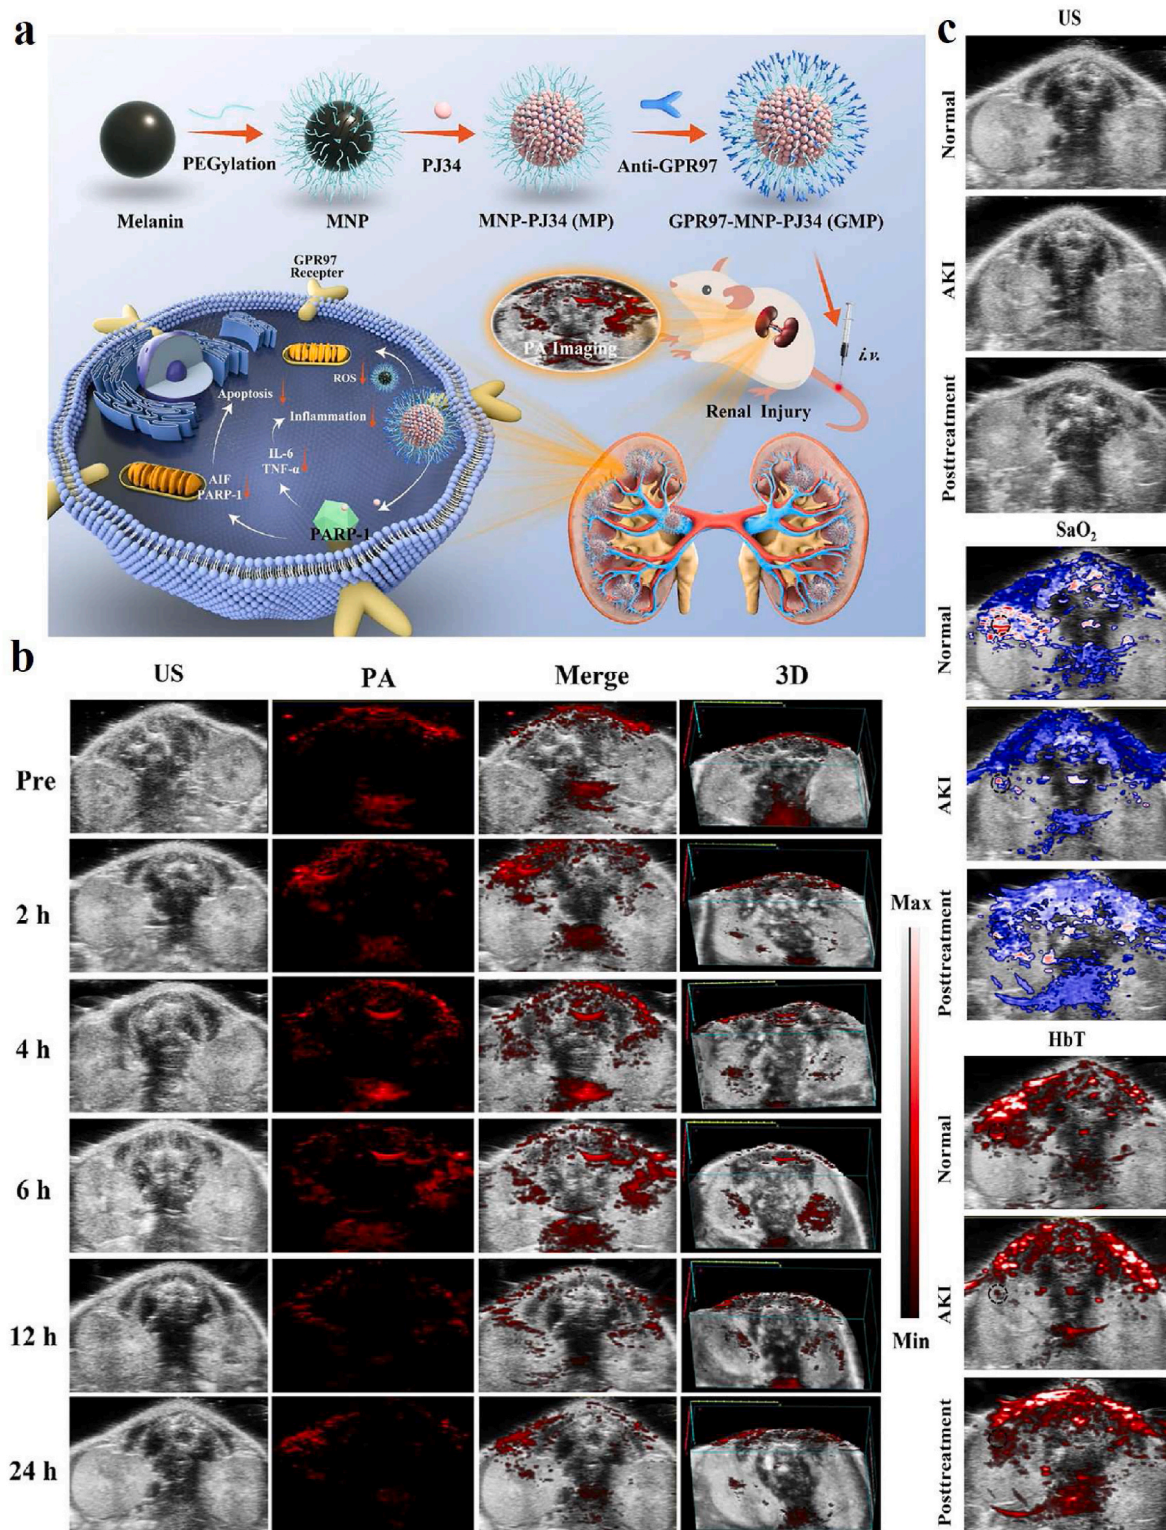 a
PEGylation
PJ34
Anti-GPR97
Melanin
MNP
MNP-PJ34 (MP)
GPR97-MNP-PJ34 (GMP)
GPR97
Recepter
PA Imaging
i.v.
ROS
Apoptosis
Inflammation
Renal Injury
IL-6
TNF-α
AIF
PARP-1
PARP-1
b
US
PA
Merge
3D
Pre
2 h
4 h
6 h
12 h
24 h
Max
Min
c
US
Normal
AKI
Posttreatment
SaO₂
Normal
AKI
Posttreatment
HbT
Normal
AKI
Posttreatment